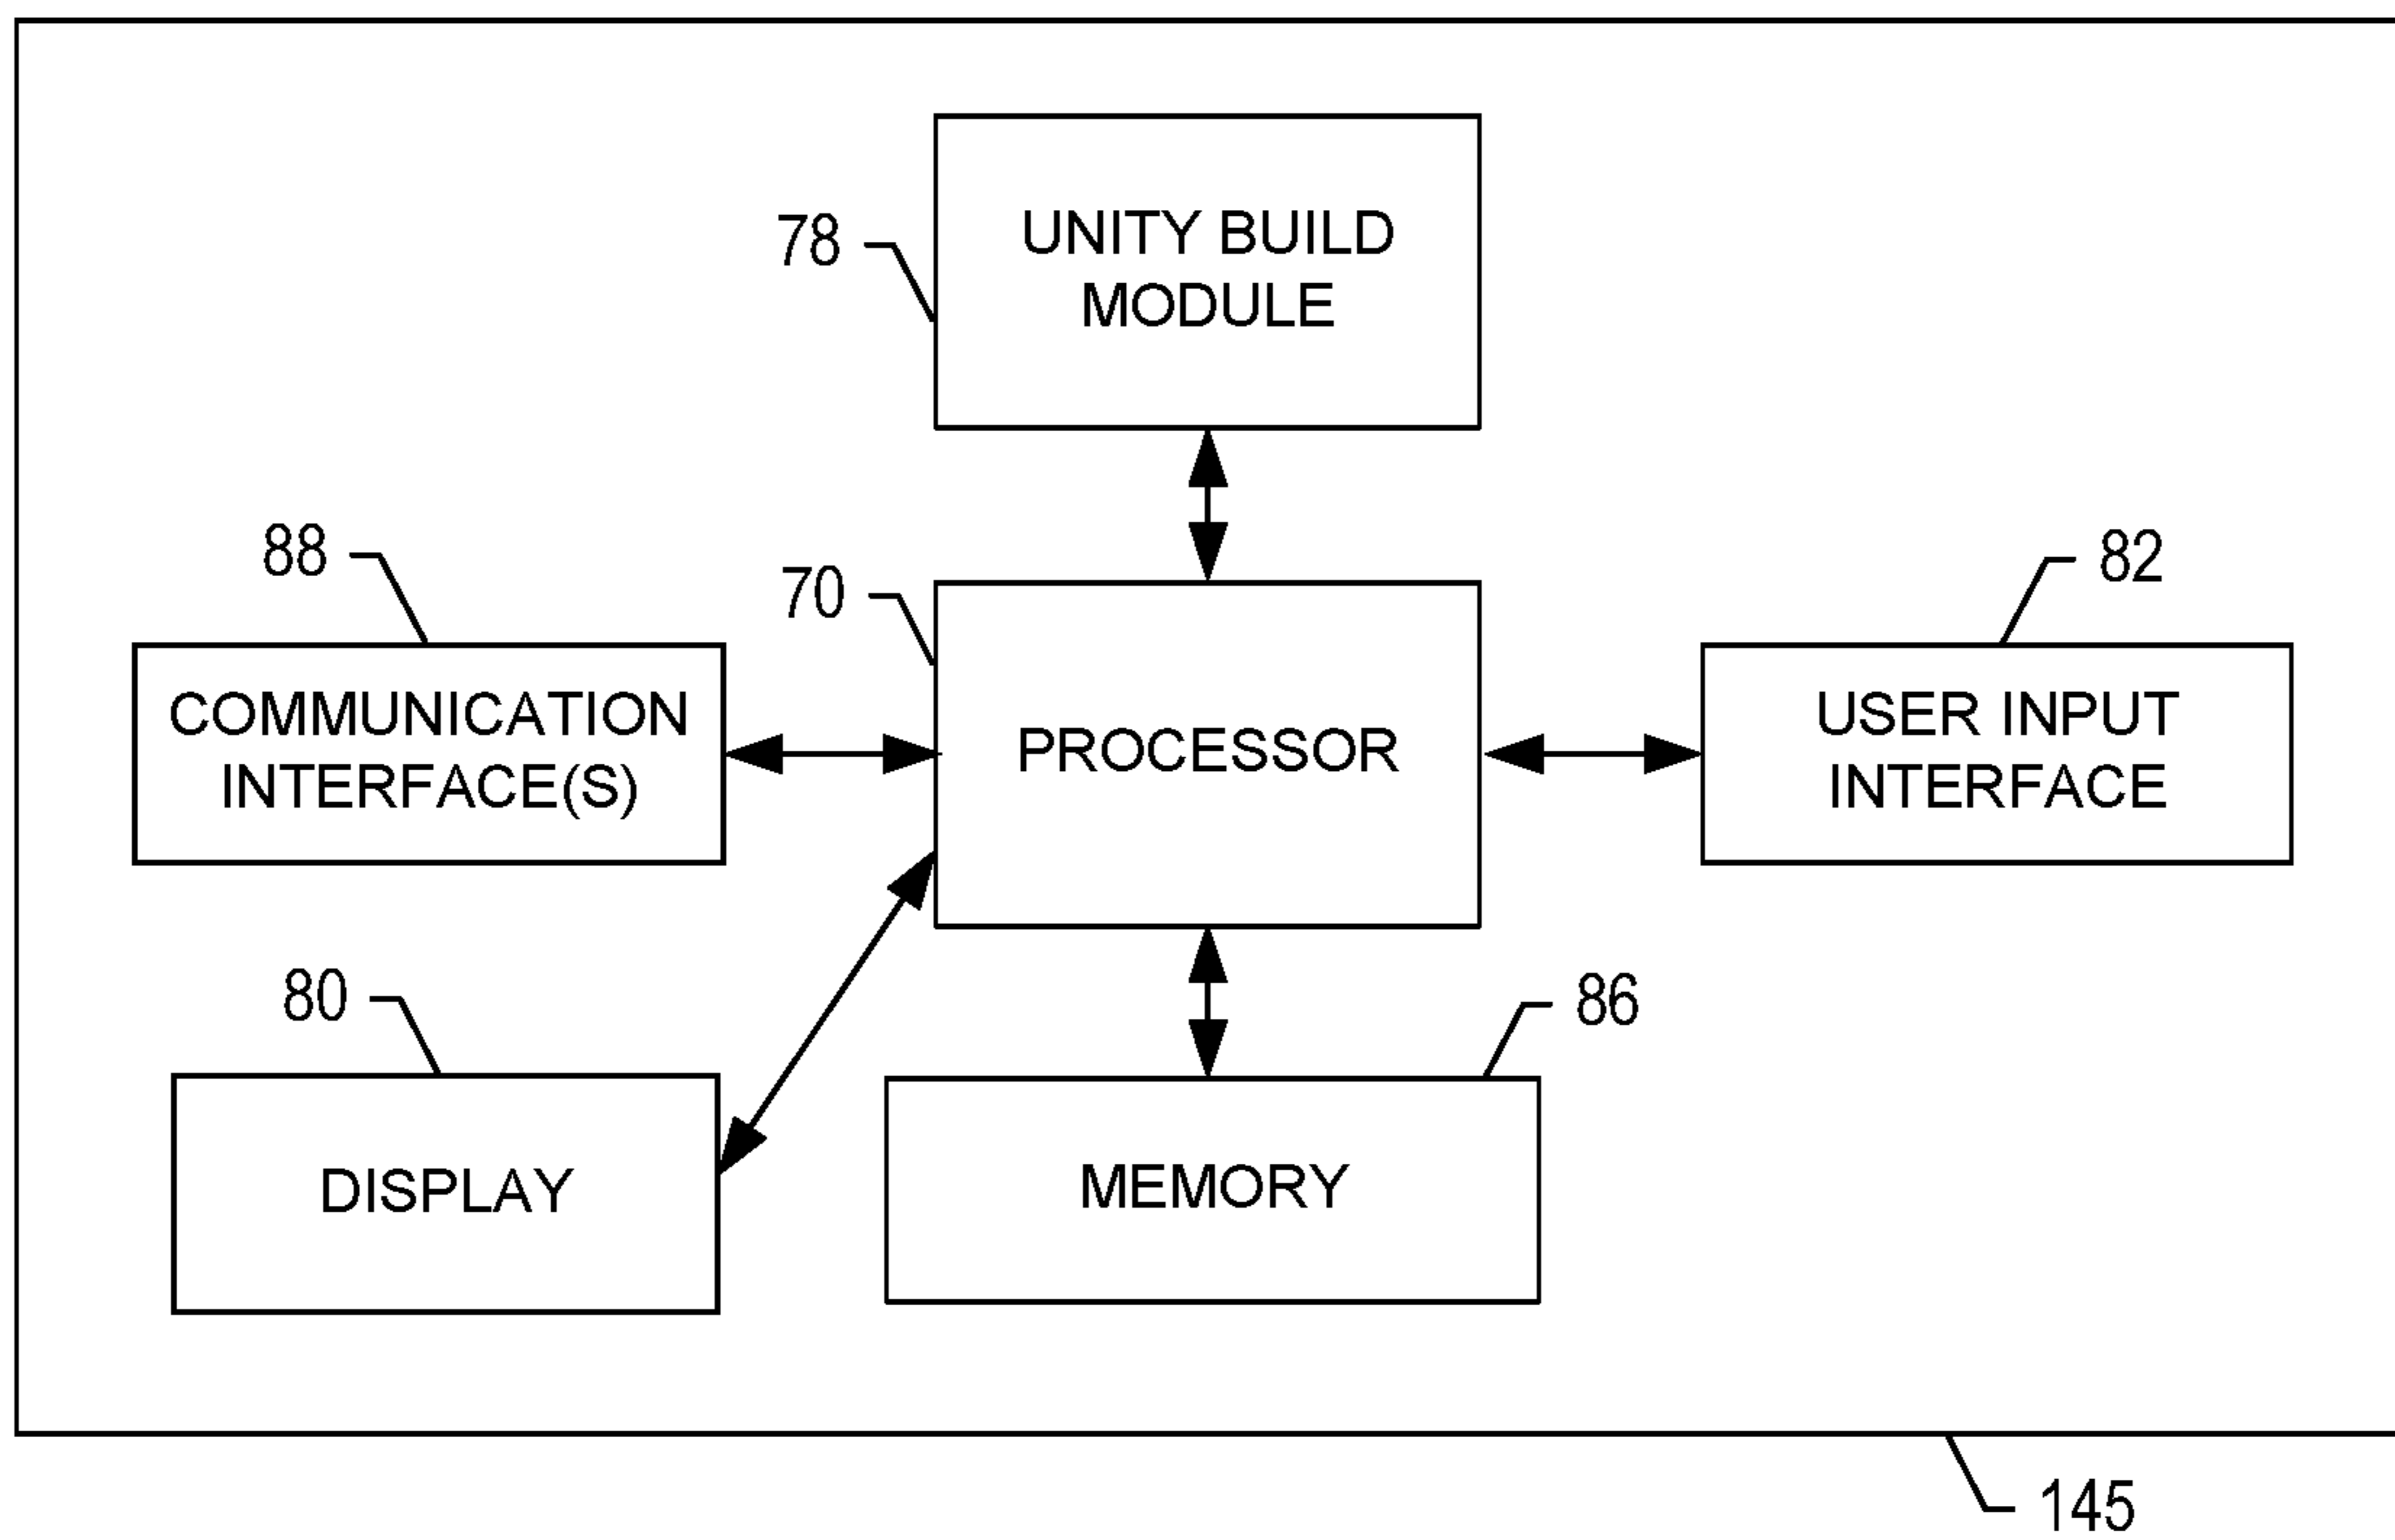 78
UNITY BUILD
MODULE
88
70
82
COMMUNICATION
INTERFACE(S)
PROCESSOR
USER INPUT
INTERFACE
80
86
DISPLAY
MEMORY
145